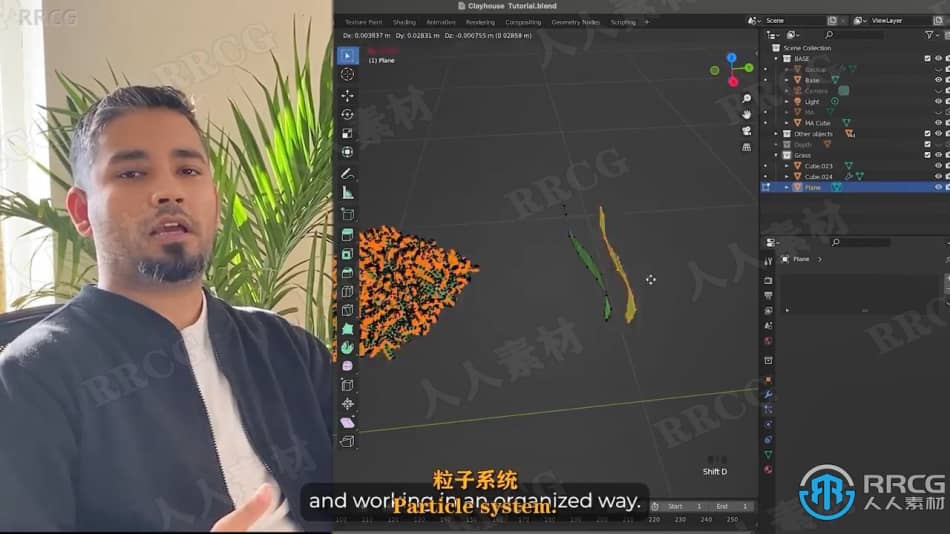 Clayhouse Tutorial.blend
RRCG
Texture Paint Shading Animation Rendering Compositing Geometry Nodes Scripting +
Scene
ViewLayer
Dx: 0.003937 m Dy: 0.02831 m Dz: -0.000755 m (0.02858 m)
(1) Plane
Scene Collection
BASE
Backup
Base
Camera
Light
MA
MA Cube
Other objects
Depth
Grass
Cube.023
Cube.024
Plane
Plane
Shift D
粒子系统
and working in an organized way.
Particle system.
Start 1 End 1
100
220 230 240 250
RRCG
人人素材